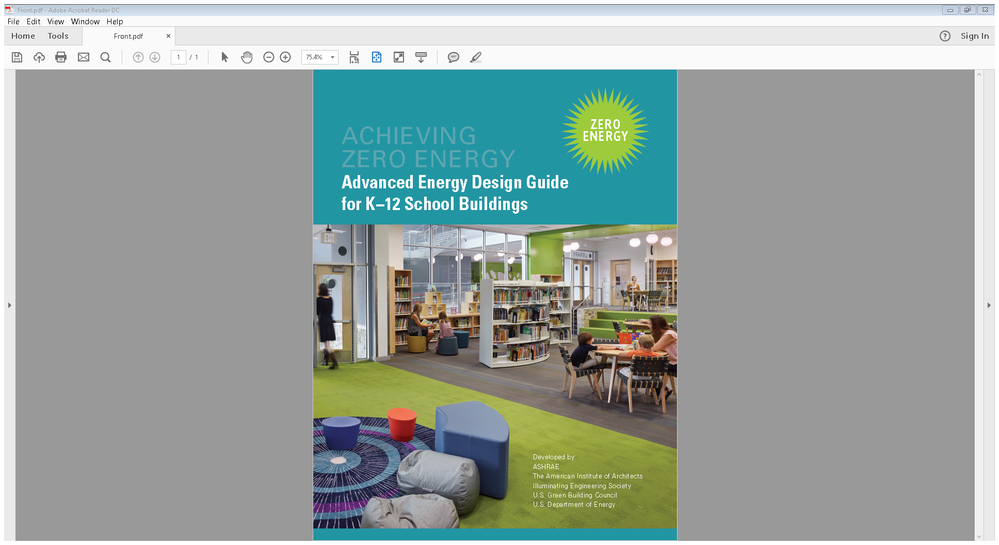 Front.pdf - Adobe Acrobat Reader DC
File Edit View Window Help
Home Tools Front.pdf × Sign In
1 / 1 75.4%
ZERO
ENERGY
ACHIEVING
ZERO ENERGY
Advanced Energy Design Guide
for K–12 School Buildings
EXIT
LIBRARY
1
Developed by:
ASHRAE
The American Institute of Architects
Illuminating Engineering Society
U.S. Green Building Council
U.S. Department of Energy